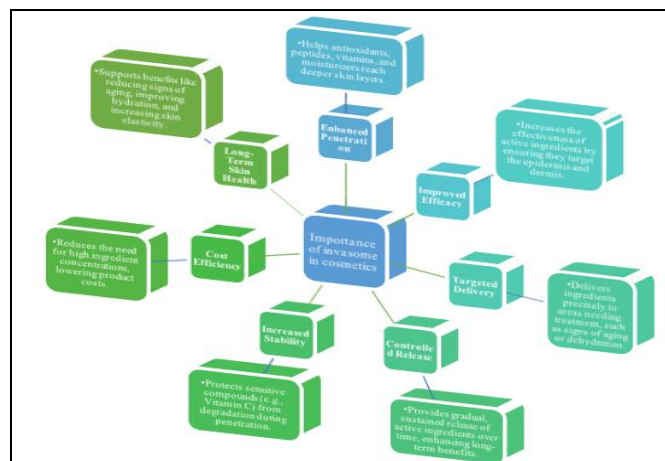 •Helps antioxidants,
peptides, vitamins, and
moisturizers reach
deeper skin layers.
Enhanced
Penetrati
on
•Increases the
effectiveness of
active ingredients by
ensuring they target
the epidermis and
dermis.
Improved
Efficacy
•Delivers
ingredients
precisely to
areas needing
treatment, such
as signs of aging
or dehydration.
Targeted
Delivery
•Provides gradual,
sustained release of
active ingredients over
time, enhancing long-
term benefits.
Controlle
d Release
•Protects sensitive
compounds (e.g.,
Vitamin C) from
degradation during
penetration.
Increased
Stability
•Reduces the need
for high ingredient
concentrations,
lowering product
costs.
Cost
Efficiency
•Supports benefits like
reducing signs of
aging, improving
hydration, and
increasing skin
elasticity.
Long-
Term
Skin
Health
Importance
of invasome
in cosmetics